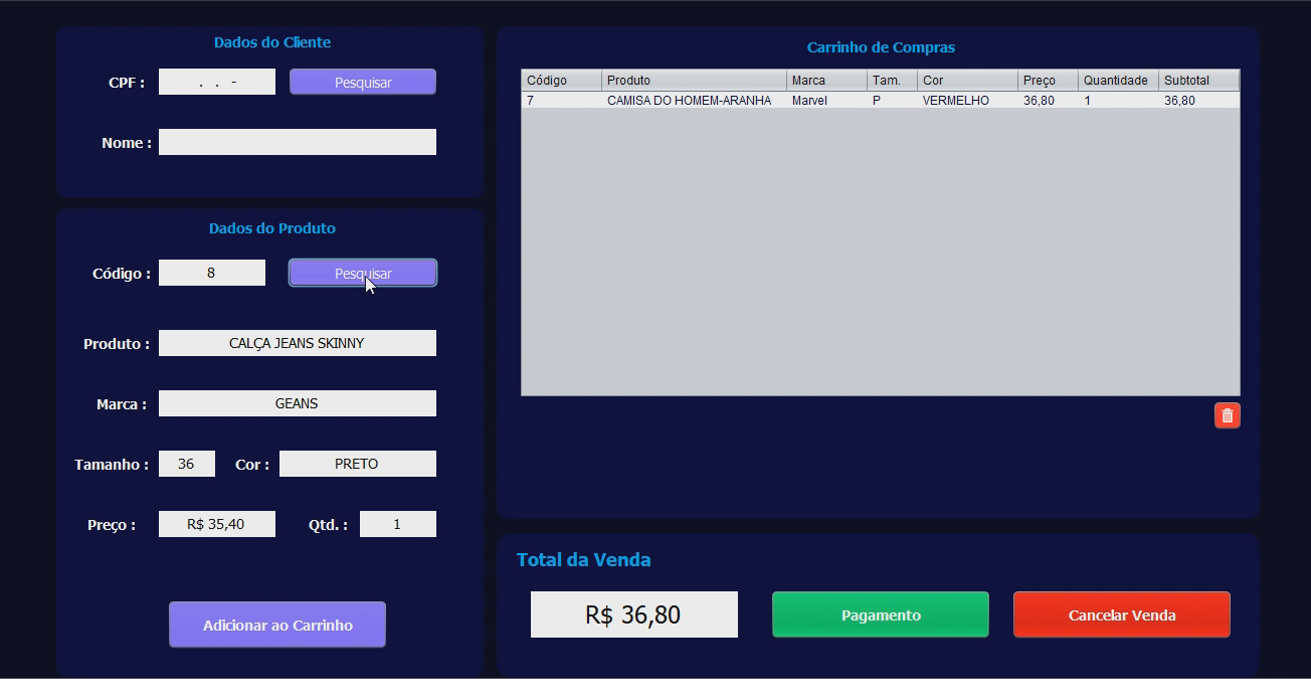 Dados do Cliente
CPF : . . - Pesquisar
Nome :
Dados do Produto
Código : 8 Pesquisar
Produto : CALÇA JEANS SKINNY
Marca : GEANS
Tamanho : 36 Cor : PRETO
Preço : R$ 35,40 Qtd. : 1
Adicionar ao Carrinho
Carrinho de Compras
Código Produto Marca Tam. Cor Preço Quantidade Subtotal
7 CAMISA DO HOMEM-ARANHA Marvel P VERMELHO 36,80 1 36,80
Total da Venda
R$ 36,80 Pagamento Cancelar Venda